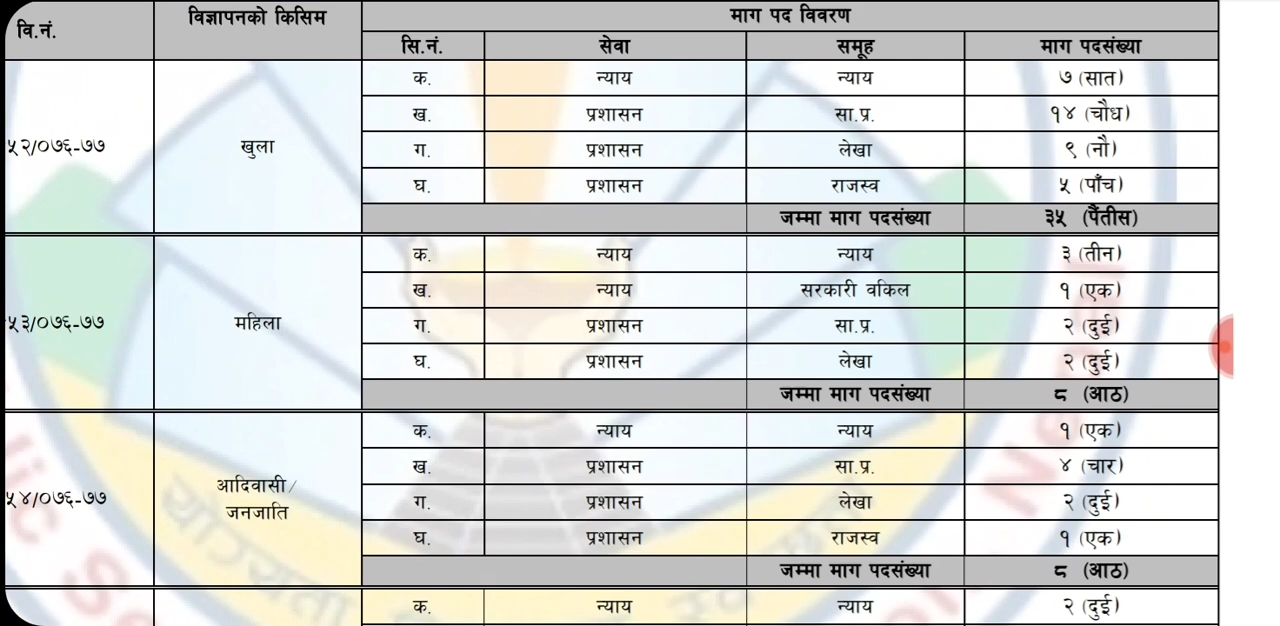 वि.नं. विज्ञापनको किसिम माग पद विवरण
सि.नं. सेवा समूह माग पदसंख्या
५२/०७६-७७ खुला
क. न्याय न्याय ७ (सात)
ख. प्रशासन सा.प्र. १४ (चौध)
ग. प्रशासन लेखा ९ (नौ)
घ. प्रशासन राजस्व ५ (पाँच)
जम्मा माग पदसंख्या ३५ (पैंतीस)
५३/०७६-७७ महिला
क. न्याय न्याय ३ (तीन)
ख. न्याय सरकारी वकिल १ (एक)
ग. प्रशासन सा.प्र. २ (दुई)
घ. प्रशासन लेखा २ (दुई)
जम्मा माग पदसंख्या ८ (आठ)
५४/०७६-७७ आदिवासी/
जनजाति
क. न्याय न्याय १ (एक)
ख. प्रशासन सा.प्र. ४ (चार)
ग. प्रशासन लेखा २ (दुई)
घ. प्रशासन राजस्व १ (एक)
जम्मा माग पदसंख्या ८ (आठ)
क. न्याय न्याय २ (दुई)
योग्यता